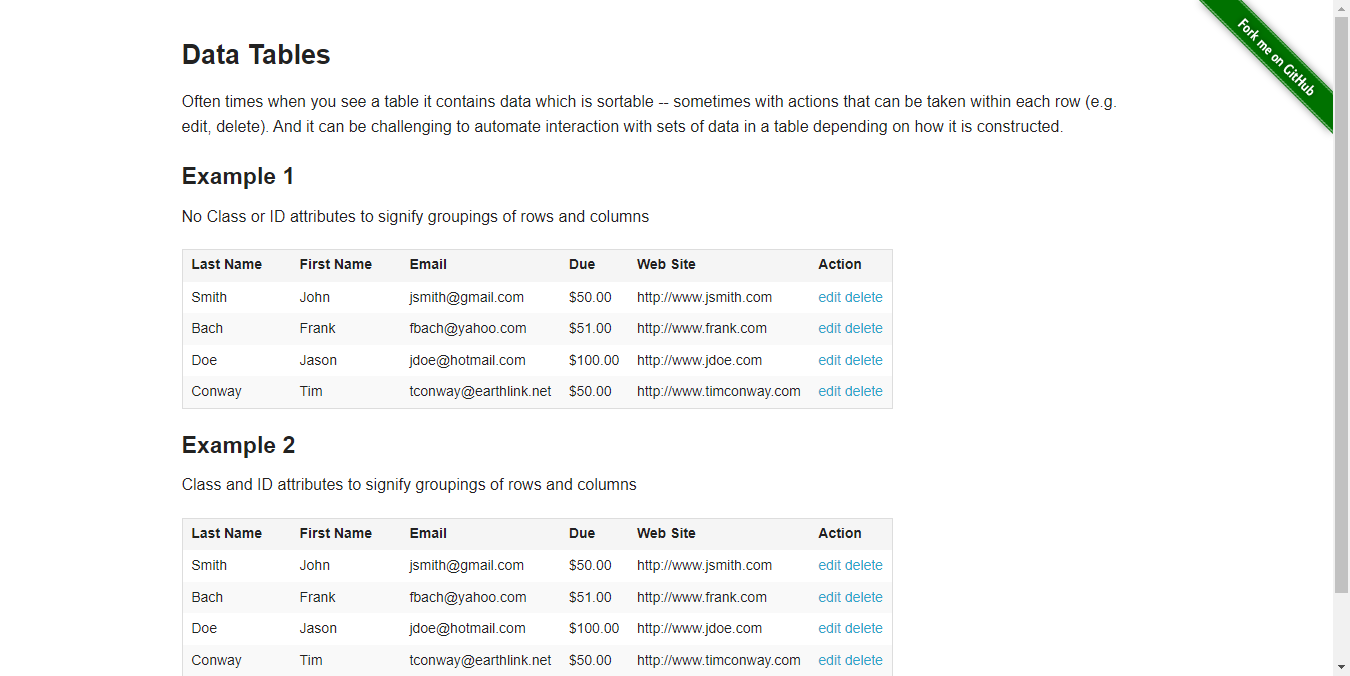 Fork me on GitHub
Data Tables
Often times when you see a table it contains data which is sortable -- sometimes with actions that can be taken within each row (e.g.
edit, delete). And it can be challenging to automate interaction with sets of data in a table depending on how it is constructed.
Example 1
No Class or ID attributes to signify groupings of rows and columns
Last Name First Name Email Due Web Site Action
Smith John jsmith@gmail.com $50.00 http://www.jsmith.com edit delete
Bach Frank fbach@yahoo.com $51.00 http://www.frank.com edit delete
Doe Jason jdoe@hotmail.com $100.00 http://www.jdoe.com edit delete
Conway Tim tconway@earthlink.net $50.00 http://www.timconway.com edit delete
Example 2
Class and ID attributes to signify groupings of rows and columns
Last Name First Name Email Due Web Site Action
Smith John jsmith@gmail.com $50.00 http://www.jsmith.com edit delete
Bach Frank fbach@yahoo.com $51.00 http://www.frank.com edit delete
Doe Jason jdoe@hotmail.com $100.00 http://www.jdoe.com edit delete
Conway Tim tconway@earthlink.net $50.00 http://www.timconway.com edit delete